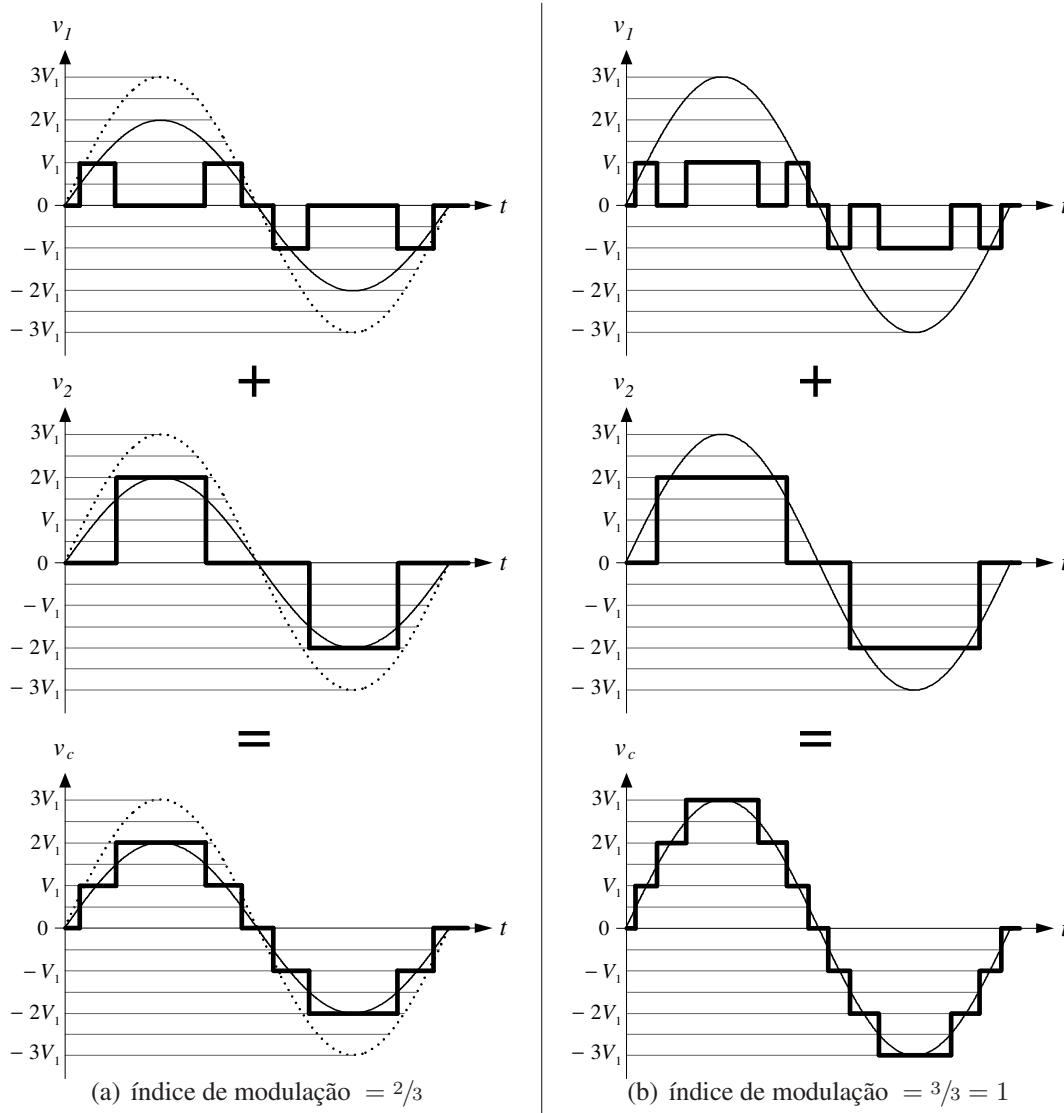 v₁
3V₁
2V₁
V₁
0
− V₁
− 2V₁
− 3V₁
t
+
v₂
3V₁
2V₁
V₁
0
− V₁
− 2V₁
− 3V₁
t
=
v_c
3V₁
2V₁
V₁
0
− V₁
− 2V₁
− 3V₁
t
(a) índice de modulação = 2/3
v₁
3V₁
2V₁
V₁
0
− V₁
− 2V₁
− 3V₁
t
+
v₂
3V₁
2V₁
V₁
0
− V₁
− 2V₁
− 3V₁
t
=
v_c
3V₁
2V₁
V₁
0
− V₁
− 2V₁
− 3V₁
t
(b) índice de modulação = 3/3 = 1